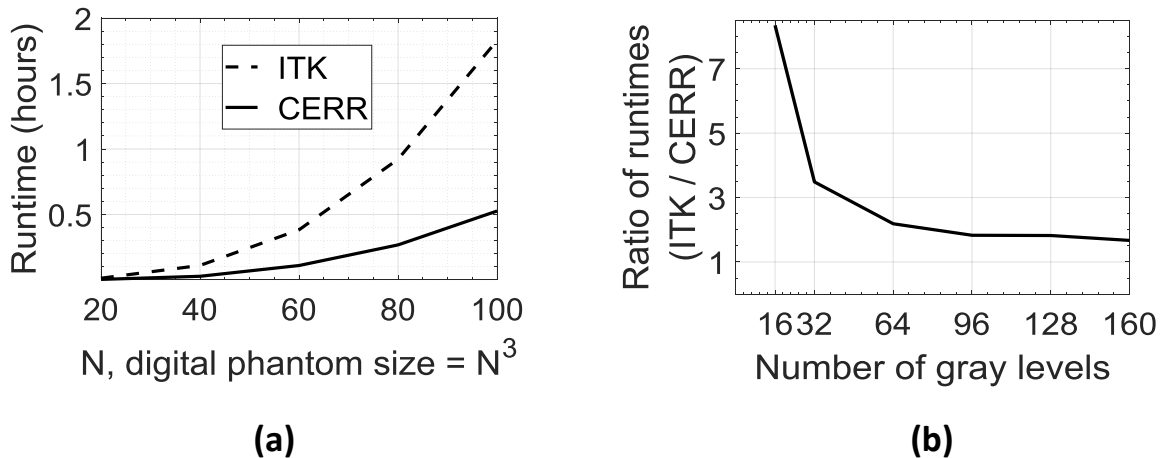 (a)
Runtime (hours)
2
1.5
1
0.5
ITK
CERR
20 40 60 80 100
N, digital phantom size = N³
(a)
(b)
Ratio of runtimes
(ITK / CERR)
7
5
3
1
16 32 64 96 128 160
Number of gray levels
(b)